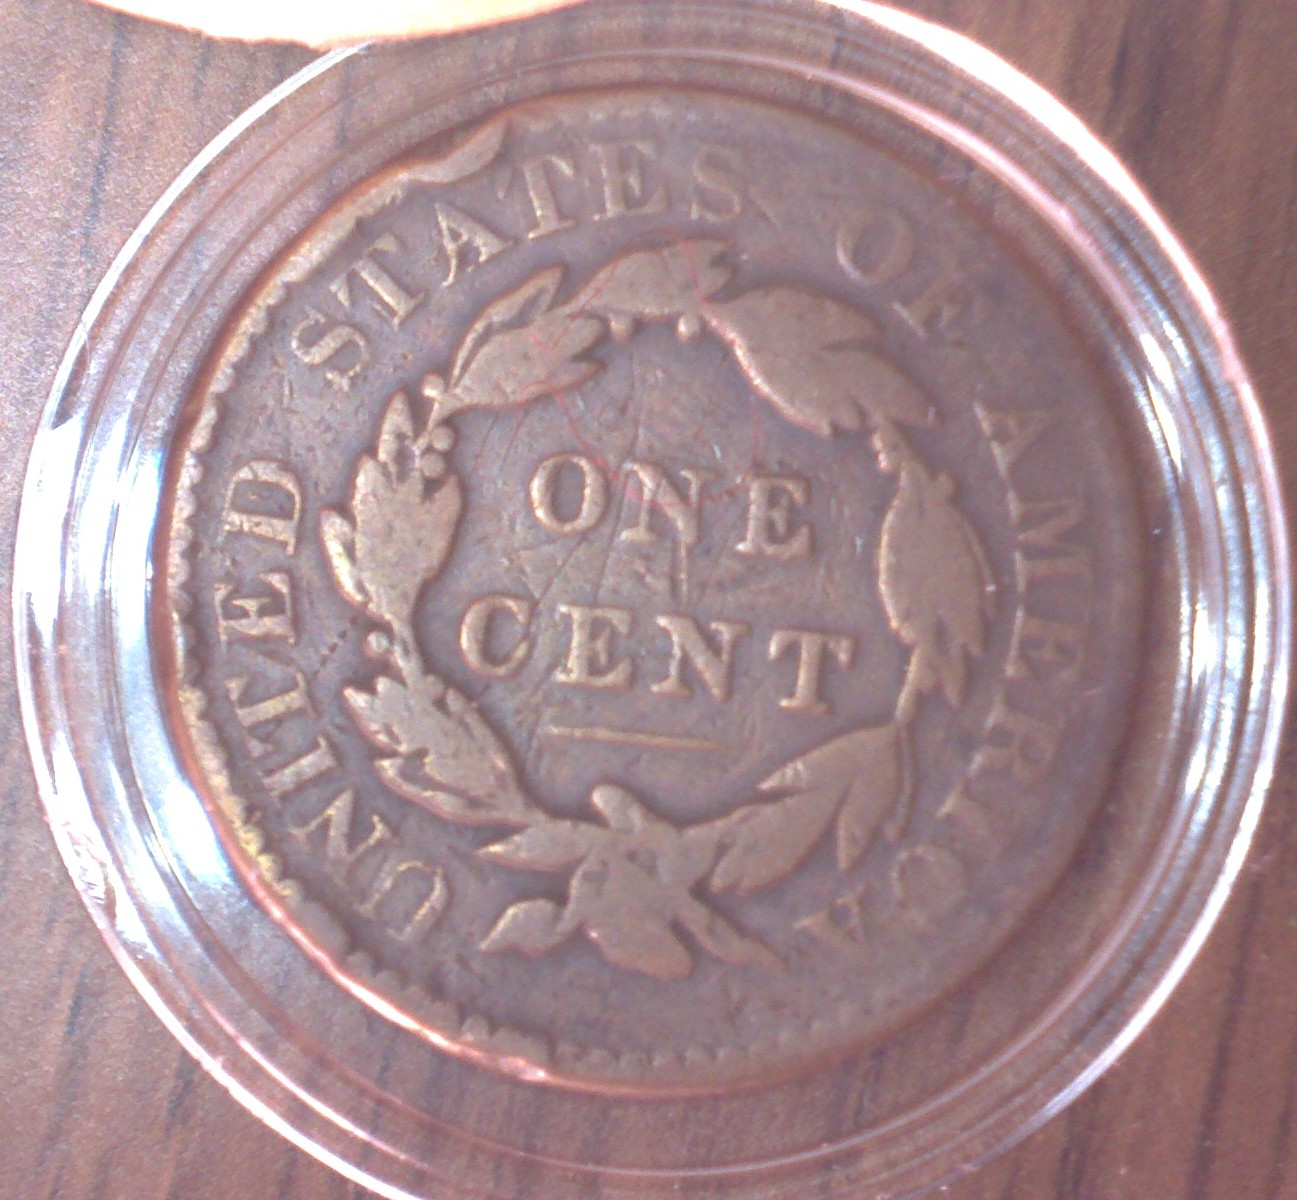 UNITED STATES OF AMERICA
ONE
CENT